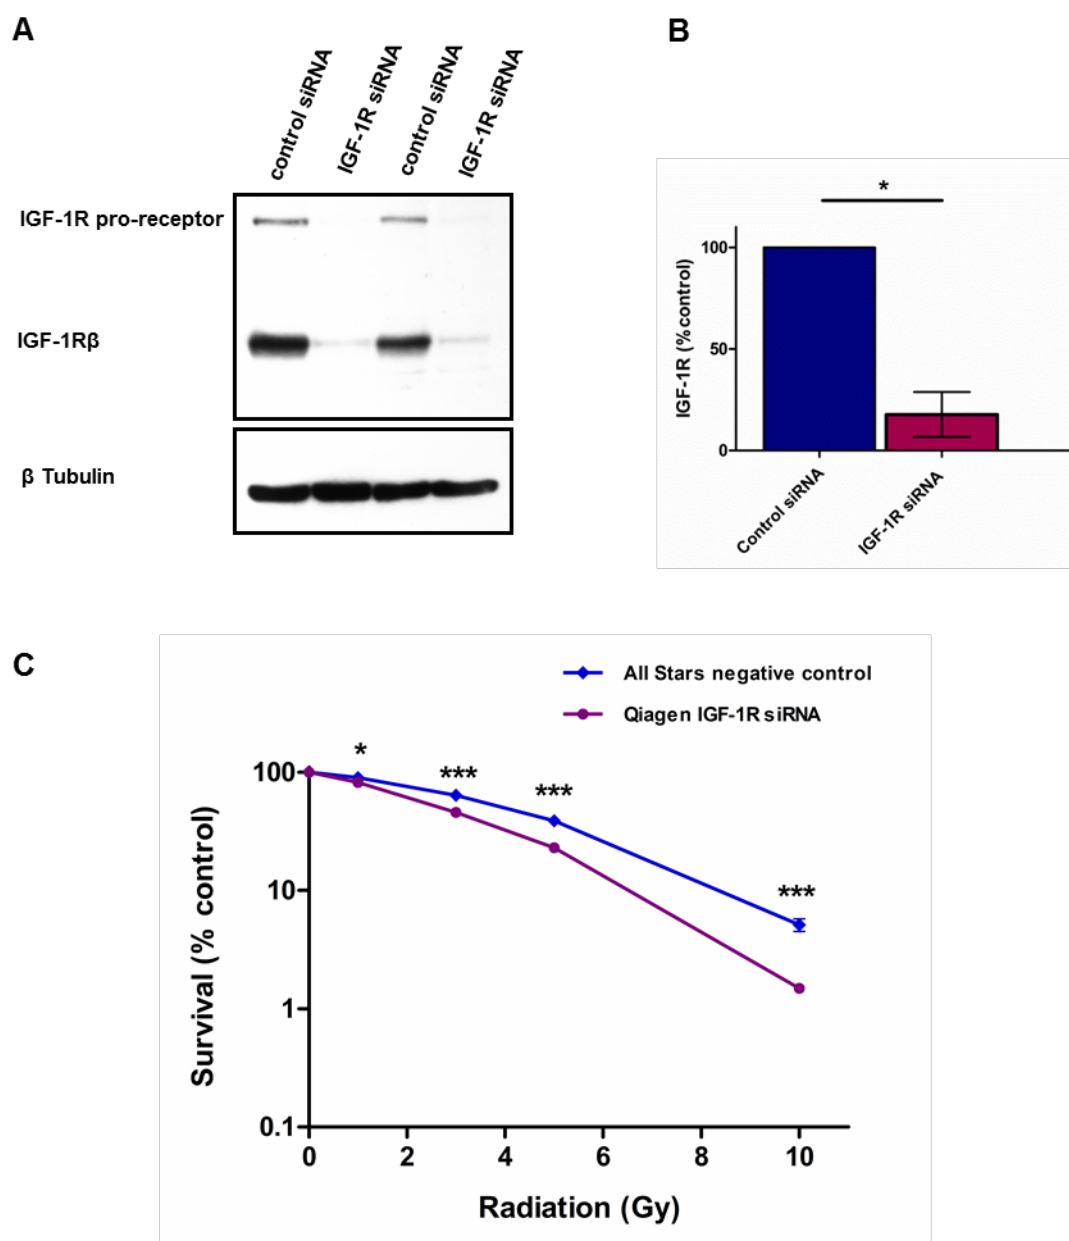 A
B
control siRNA
IGF-1R siRNA
control siRNA
IGF-1R siRNA
IGF-1R pro-receptor
IGF-1Rβ
β Tubulin
*
IGF-1R (%control)
100
50
0
Control siRNA
IGF-1R siRNA
C
All Stars negative control
Qiagen IGF-1R siRNA
*
***
***
***
Survival (% control)
100
10
1
0.1
0 2 4 6 8 10
Radiation (Gy)